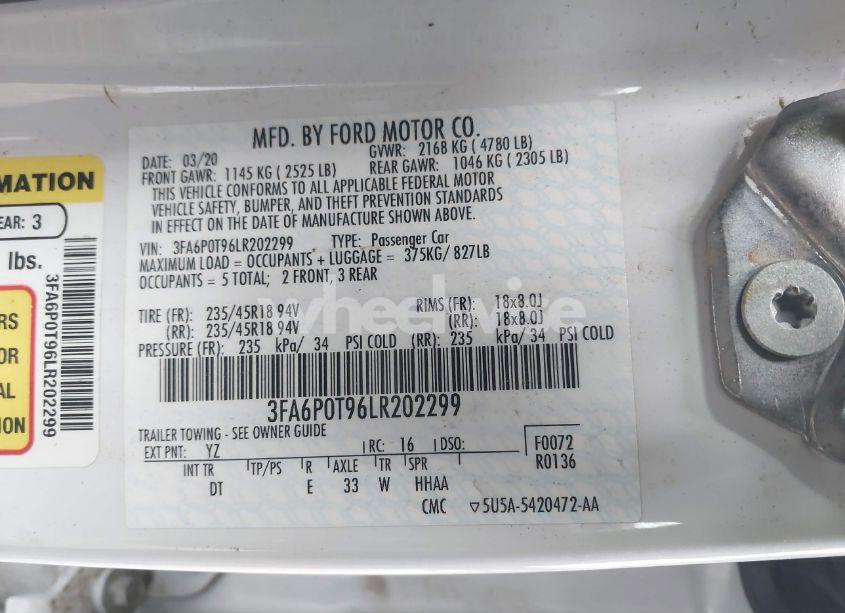 MFD. BY FORD MOTOR CO.
DATE: 03/20 GVWR: 2168 KG ( 4780 LB)
FRONT GAWR: 1145 KG ( 2525 LB) REAR GAWR: 1046 KG ( 2305 LB)
THIS VEHICLE CONFORMS TO ALL APPLICABLE FEDERAL MOTOR
VEHICLE SAFETY, BUMPER, AND THEFT PREVENTION STANDARDS
IN EFFECT ON THE DATE OF MANUFACTURE SHOWN ABOVE.
VIN: 3FA6P0T96LR202299 TYPE: Passenger Car
MAXIMUM LOAD = OCCUPANTS + LUGGAGE = 375KG/ 827LB
OCCUPANTS = 5 TOTAL; 2 FRONT, 3 REAR
TIRE (FR): 235/45R18 94V RIMS (FR): 18x8.0J
(RR): 235/45R18 94V (RR): 18x8.0J
PRESSURE (FR): 235 kPa/ 34 PSI COLD (RR): 235 kPa/ 34 PSI COLD
3FA6P0T96LR202299
TRAILER TOWING - SEE OWNER GUIDE
EXT PNT: YZ RC: 16 DSO: F0072
R0136
INT TR TP/PS R AXLE TR SPR
DT E 33 W HHAA
CMC ▽5U5A-5420472-AA
MATION
EAR: 3
lbs.
RS
OR
AL
ION
3FA6P0T96LR202299
wheelwise